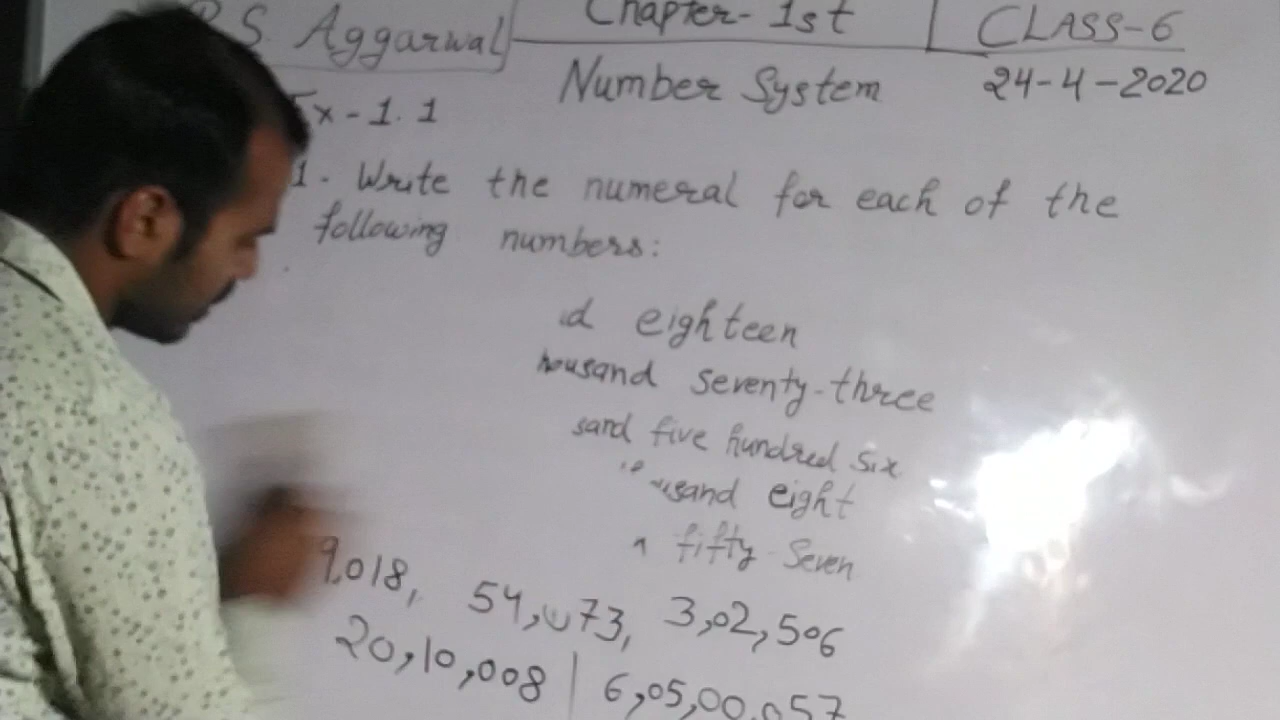 S Aggarwal Chapter- 1st CLASS-6
Number System 24-4-2020
Ex-1.1
1. Write the numeral for each of the
following numbers:
eighteen
seventy-three
five hundred six
eight
fifty-Seven
9,018, 54,073, 3,02,506
20,10,008 | 6,05,00,057